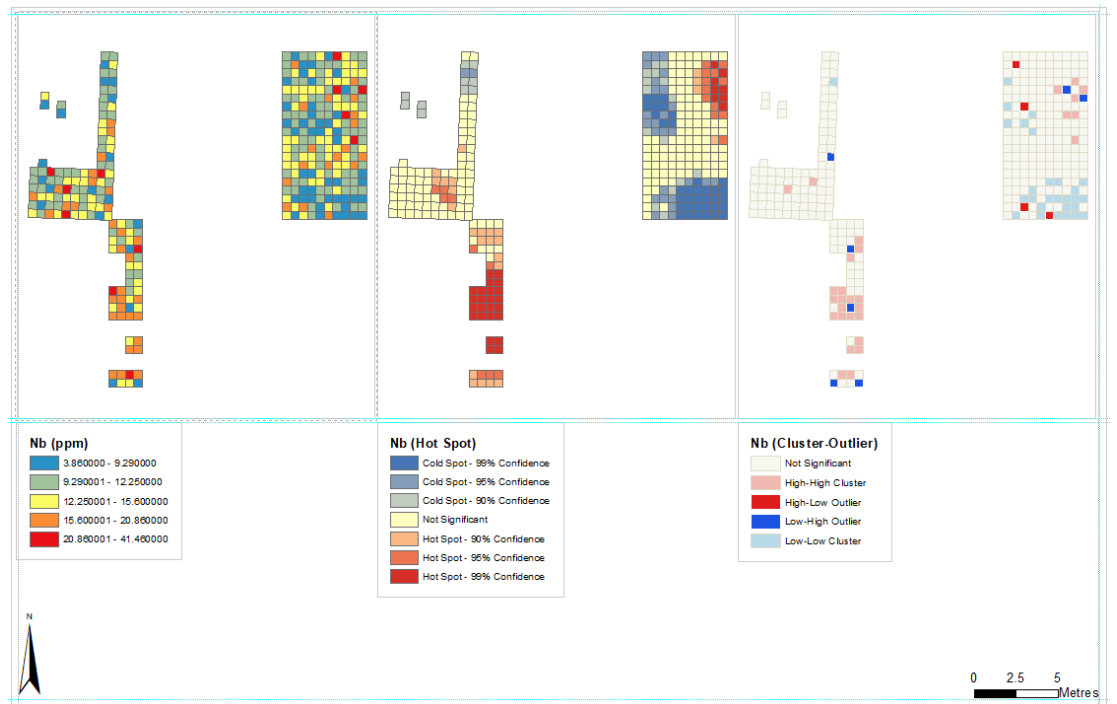 Nb (ppm)
3.860000 - 9.290000
9.290001 - 12.250000
12.250001 - 15.600000
15.600001 - 20.860000
20.860001 - 41.460000
Nb (Hot Spot)
Cold Spot - 99% Confidence
Cold Spot - 95% Confidence
Cold Spot - 90% Confidence
Not Significant
Hot Spot - 90% Confidence
Hot Spot - 95% Confidence
Hot Spot - 99% Confidence
Nb (Cluster-Outlier)
Not Significant
High-High Cluster
High-Low Outlier
Low-High Outlier
Low-Low Cluster
N
0 2.5 5
Metres